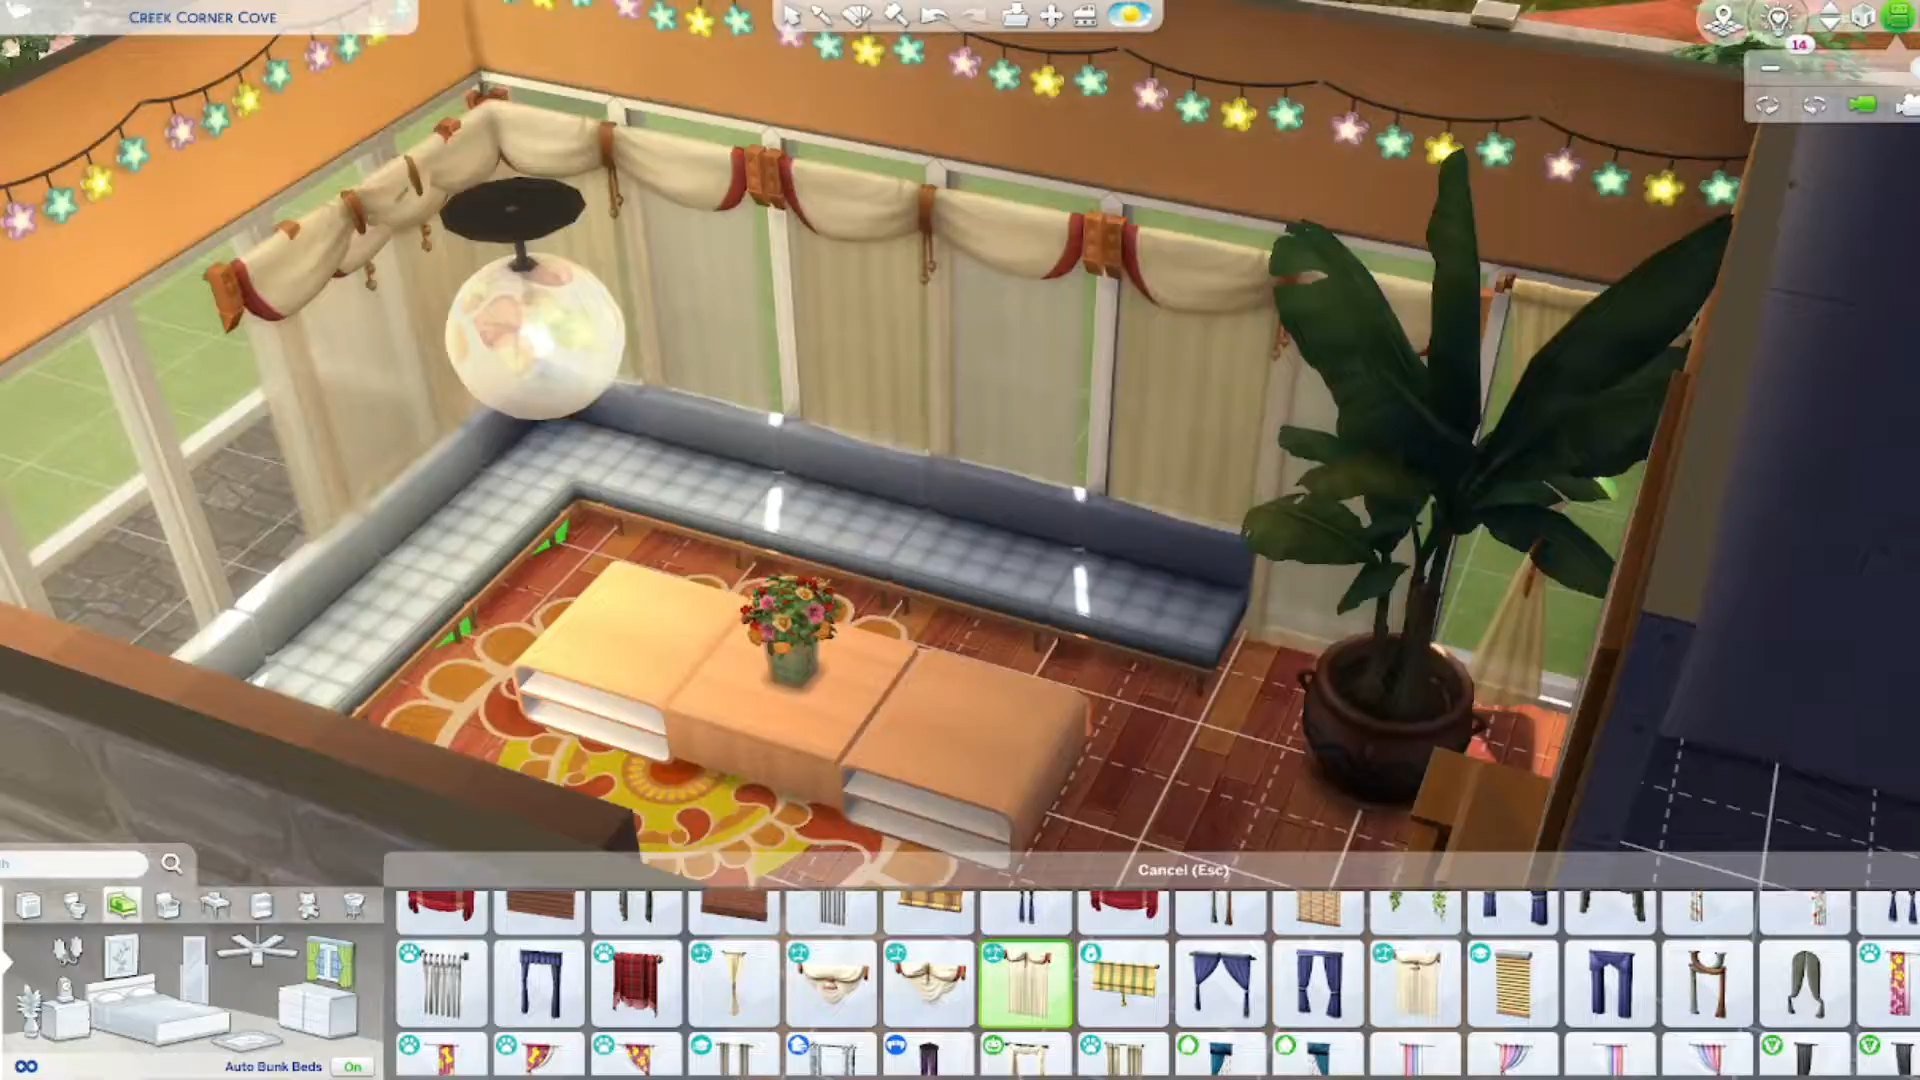 CREEK CORNER COVE
14
Cancel (Esc)
Auto Bunk Beds
On